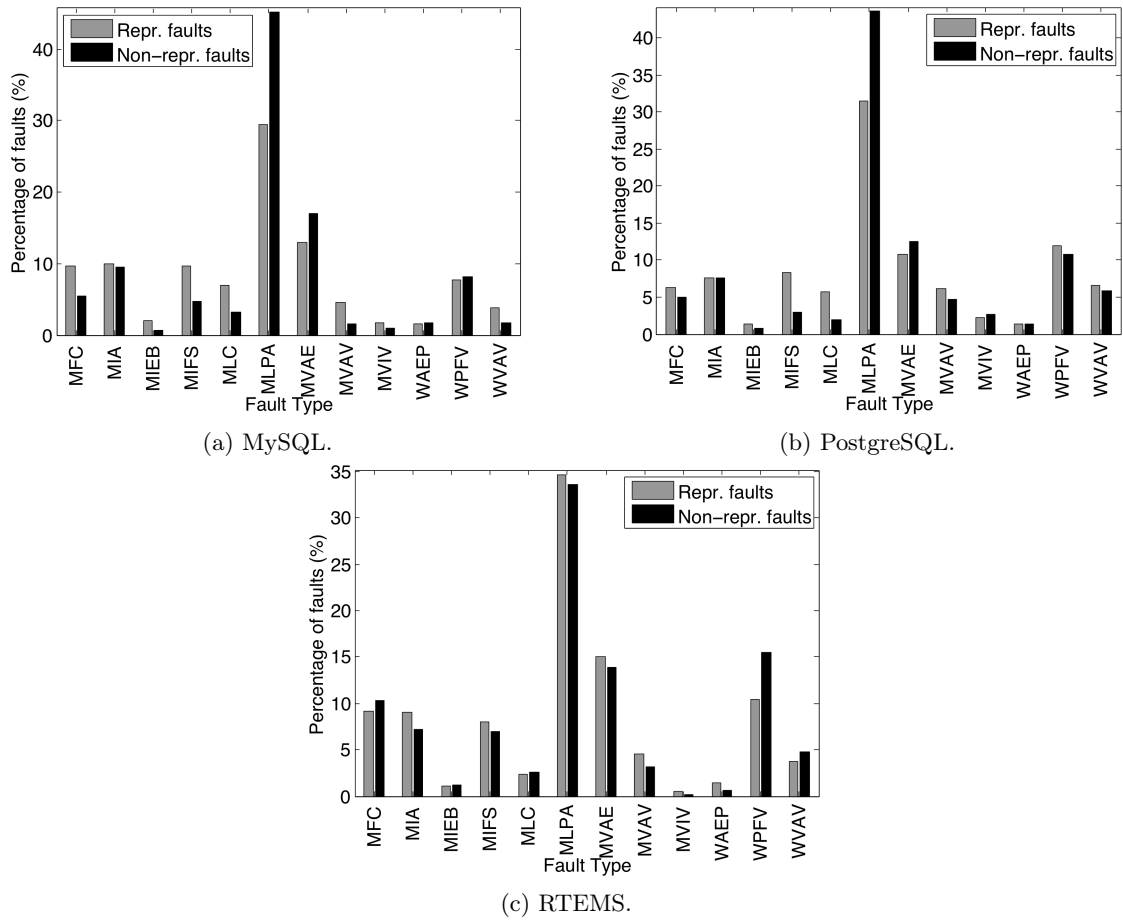 Repr. faults
Non-repr. faults
Percentage of faults (%)
40
30
20
10
0
MFC
MIA
MIEB
MIFS
MLC
MLPA
MVAE
MVAV
MVIV
WAEP
WPFV
WVAV
Fault Type
(a) MySQL.
Repr. faults
Non-repr. faults
Percentage of faults (%)
40
35
30
25
20
15
10
5
0
MFC
MIA
MIEB
MIFS
MLC
MLPA
MVAE
MVAV
MVIV
WAEP
WPFV
WVAV
Fault Type
(b) PostgreSQL.
Repr. faults
Non-repr. faults
Percentage of faults (%)
35
30
25
20
15
10
5
0
MFC
MIA
MIEB
MIFS
MLC
MLPA
MVAE
MVAV
MVIV
WAEP
WPFV
WVAV
Fault Type
(c) RTEMS.